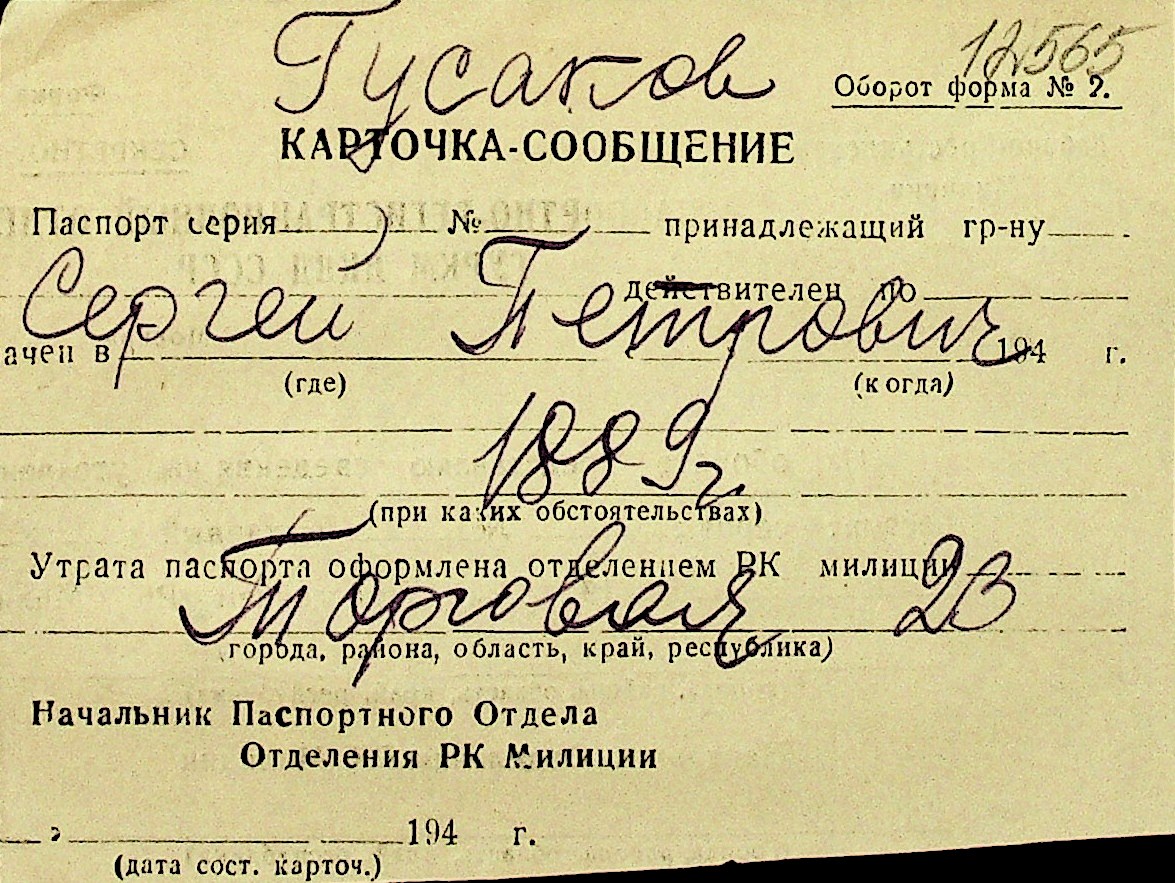 12565
Гусаков
Оборот форма № 2.
КАРТОЧКА-СООБЩЕНИЕ
Паспорт серия № принадлежащий гр-ну
Сергей Петрович
действителен по
ачен в 194 г.
(где) (когда)
1889г
(при каких обстоятельствах)
Утрата паспорта оформлена отделением РК милиции
Торговая 23
города, района, область, край, республика)
Начальник Паспортного Отдела
Отделения РК Милиции
194 г.
(дата сост. карточ.)